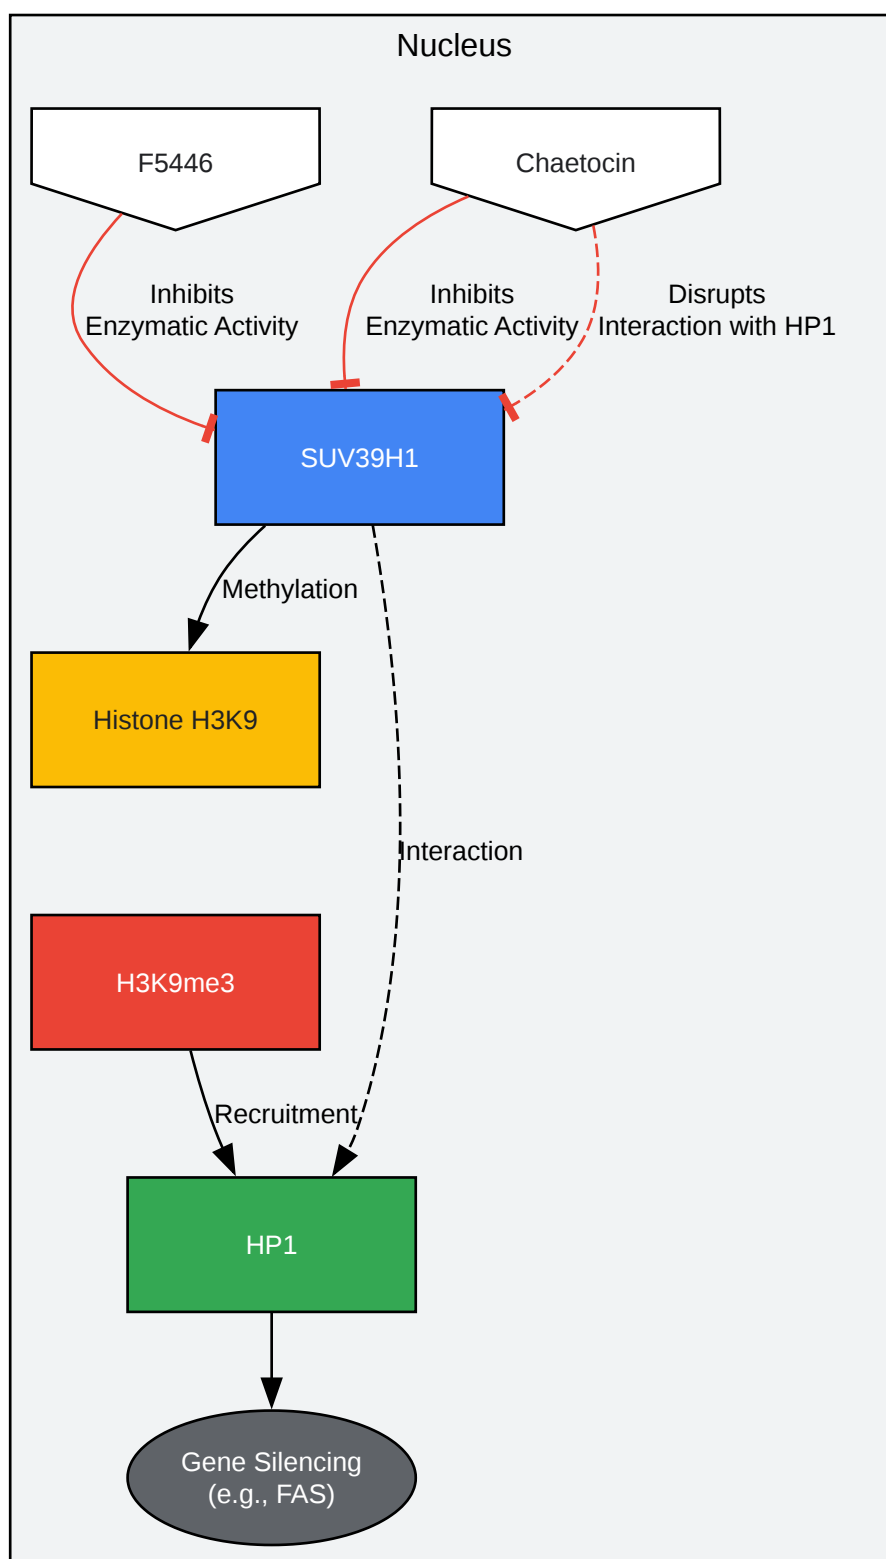 Nucleus
F5446
Chaetocin
Inhibits
Enzymatic Activity
Inhibits
Enzymatic Activity
Disrupts
Interaction with HP1
SUV39H1
Methylation
Histone H3K9
Interaction
H3K9me3
Recruitment
HP1
Gene Silencing
(e.g., FAS)